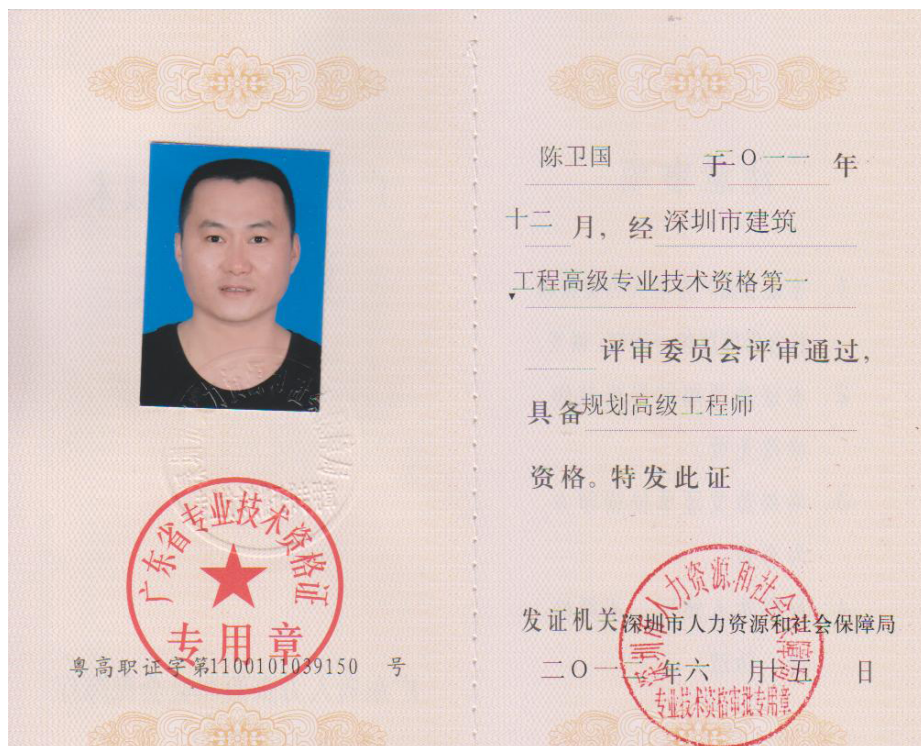 广东省专业技术资格证
专用章
粤高职证字第1100101039150 号
陈卫国 于二〇一一年
十二月，经深圳市建筑
工程高级专业技术资格第一
评审委员会评审通过，
具备规划高级工程师
资格。特发此证
发证机关深圳市人力资源和社会保障局
二〇一二年六月十五日
深圳市人力资源和社会保障局
专业技术资格审批专用章